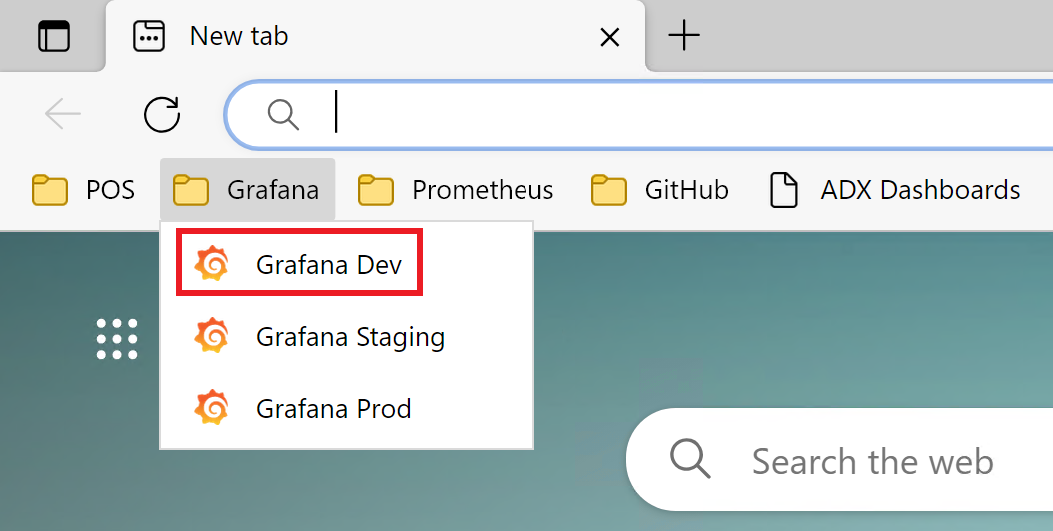 New tab
POS Grafana Prometheus GitHub ADX Dashboards
Grafana Dev
Grafana Staging
Grafana Prod
Search the web